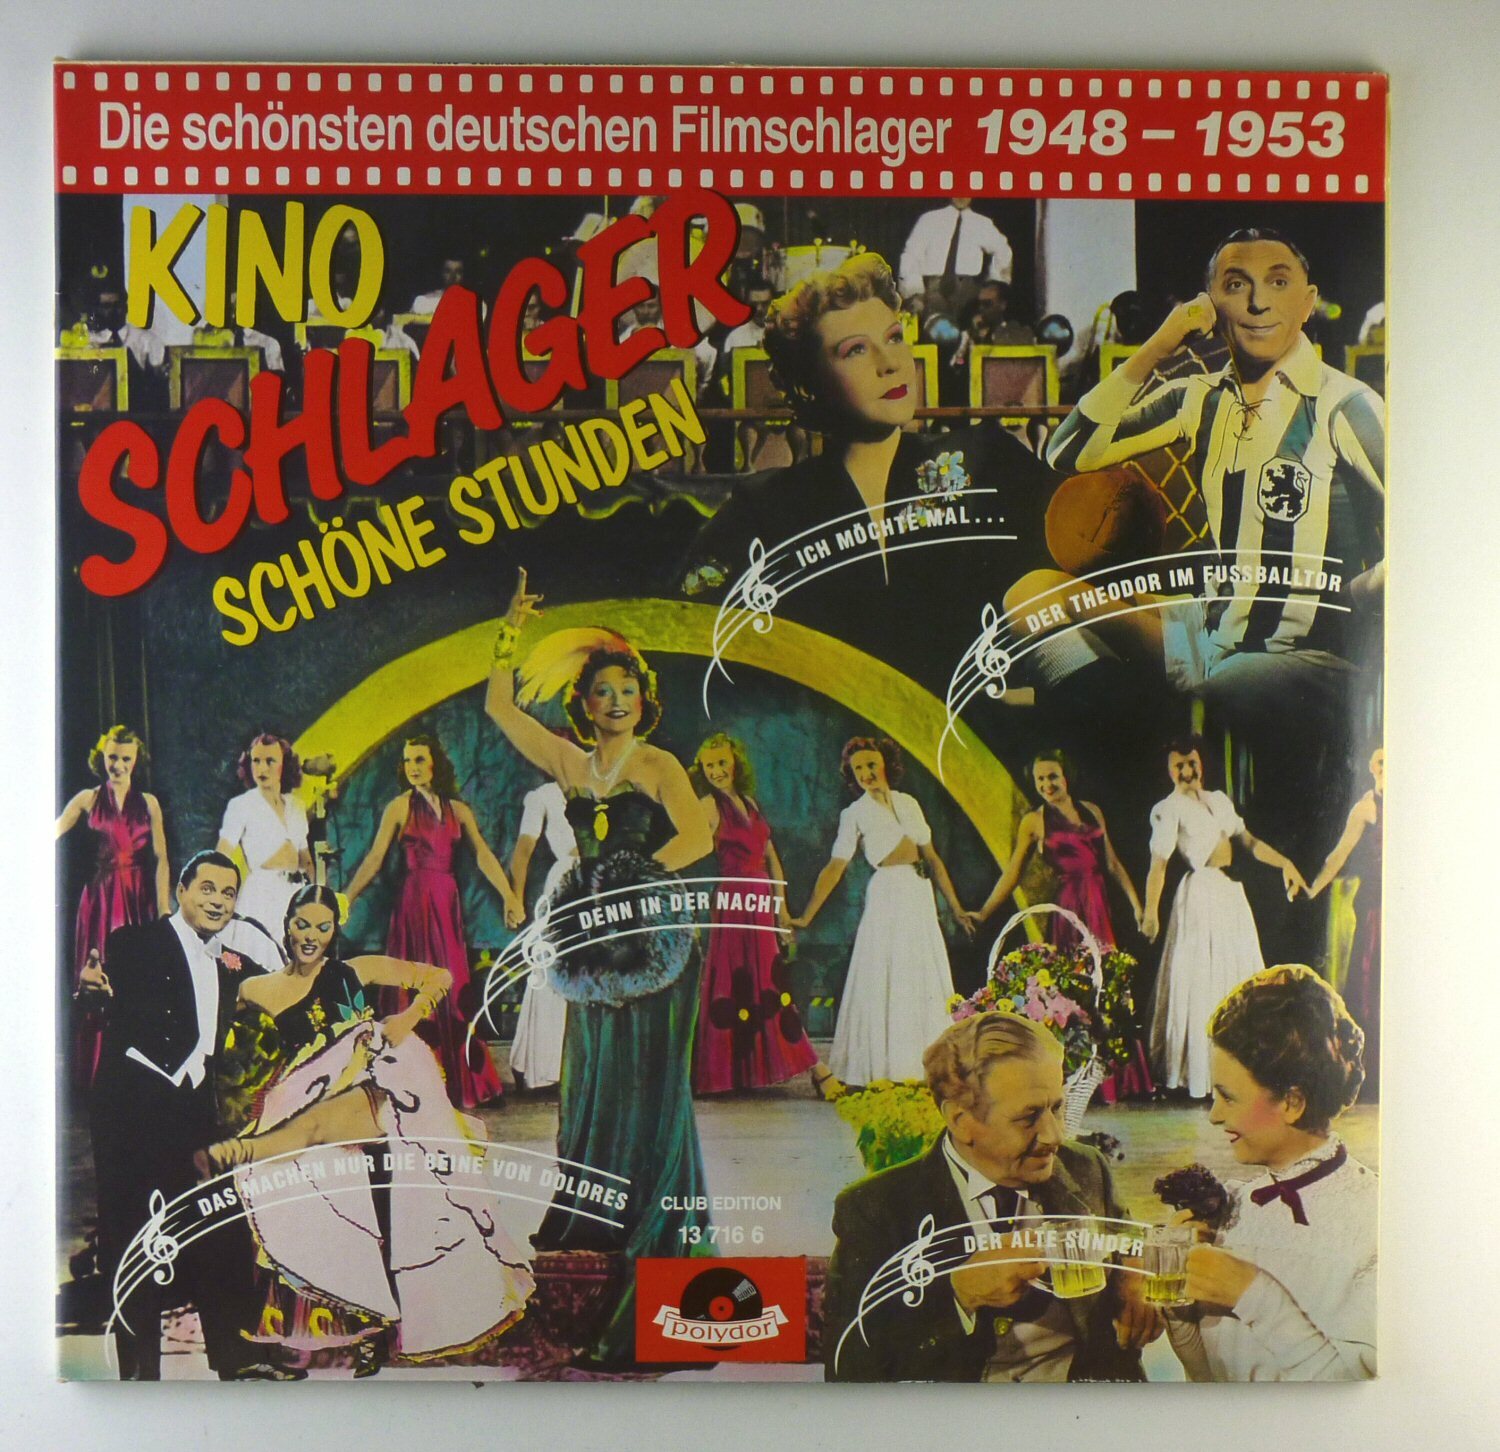 Die schönsten deutschen Filmschlager 1948 – 1953
KINO
SCHLAGER
SCHÖNE STUNDEN
ICH MÖCHTE MAL...
DER THEODOR IM FUSSBALLTOR
DENN IN DER NACHT
DAS MACHEN NUR DIE BEINE VON DOLORES
DER ALTE SÜNDER
CLUB EDITION
13 716 6
polydor